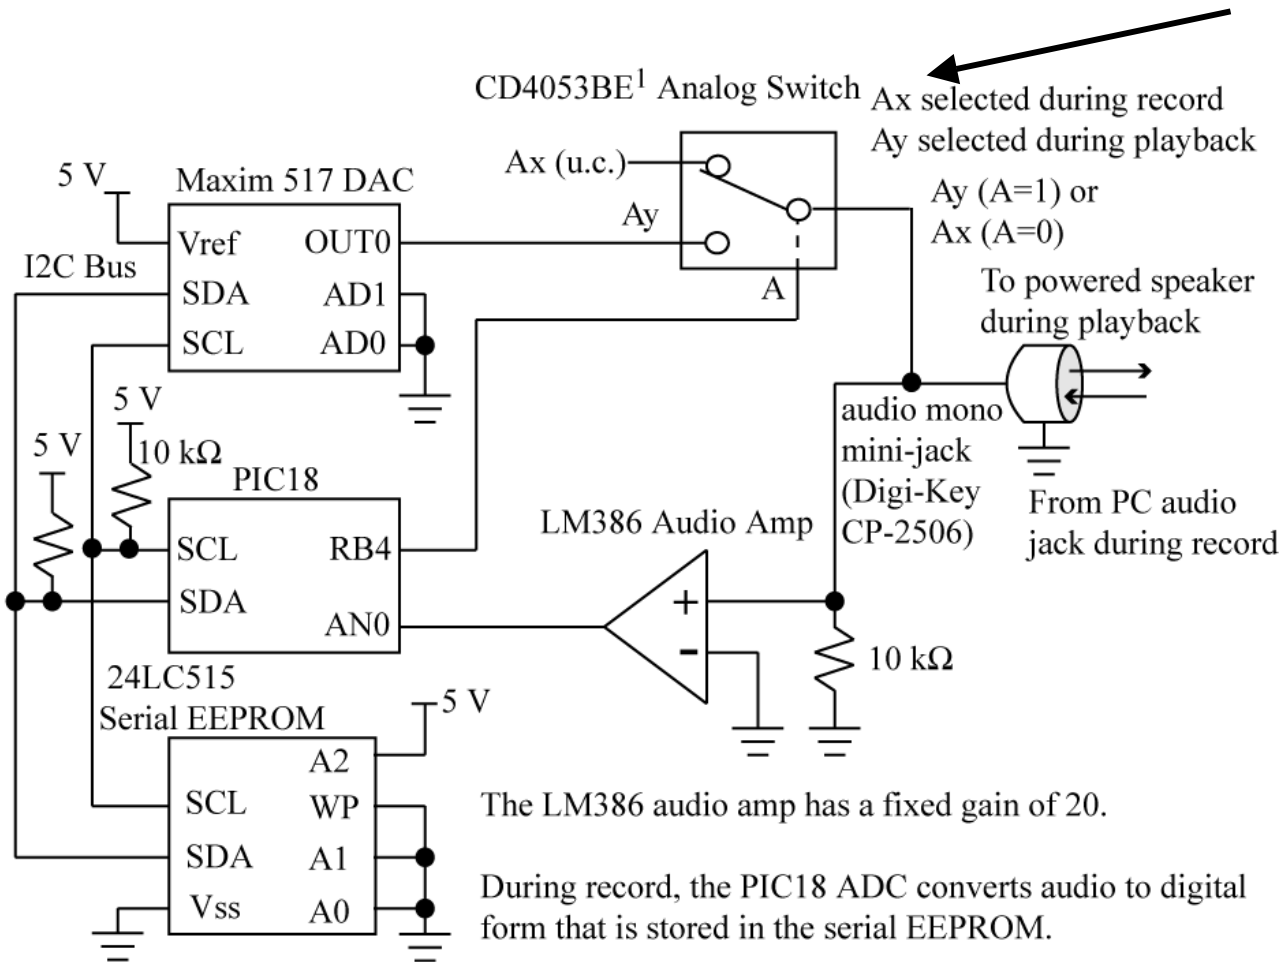 CD4053BE1 Analog Switch
Ax selected during record
Ay selected during playback
Ax (u.c.)
Ay
Ay (A=1) or
Ax (A=0)
A
5 V
Maxim 517 DAC
Vref
OUT0
I2C Bus
SDA
AD1
SCL
AD0
To powered speaker
during playback
5 V
5 V
10 kΩ
PIC18
SCL
RB4
SDA
AN0
LM386 Audio Amp
+
-
audio mono
mini-jack
(Digi-Key
CP-2506)
From PC audio
jack during record
10 kΩ
24LC515
Serial EEPROM
5 V
A2
SCL
WP
SDA
A1
Vss
A0
The LM386 audio amp has a fixed gain of 20.
During record, the PIC18 ADC converts audio to digital
form that is stored in the serial EEPROM.